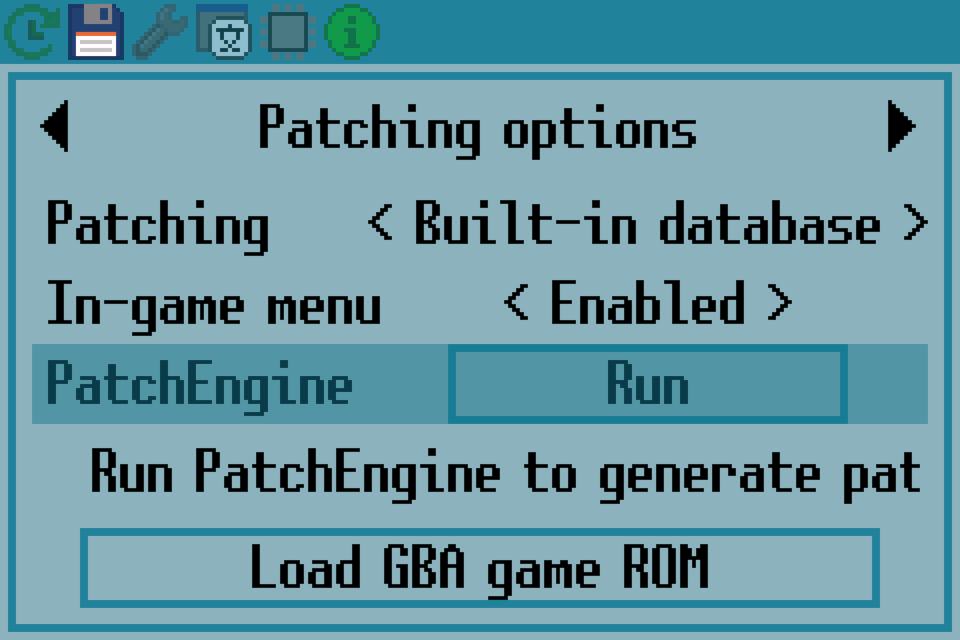 Patching options
Patching < Built-in database >
In-game menu < Enabled >
PatchEngine Run
Run PatchEngine to generate pat
Load GBA game ROM